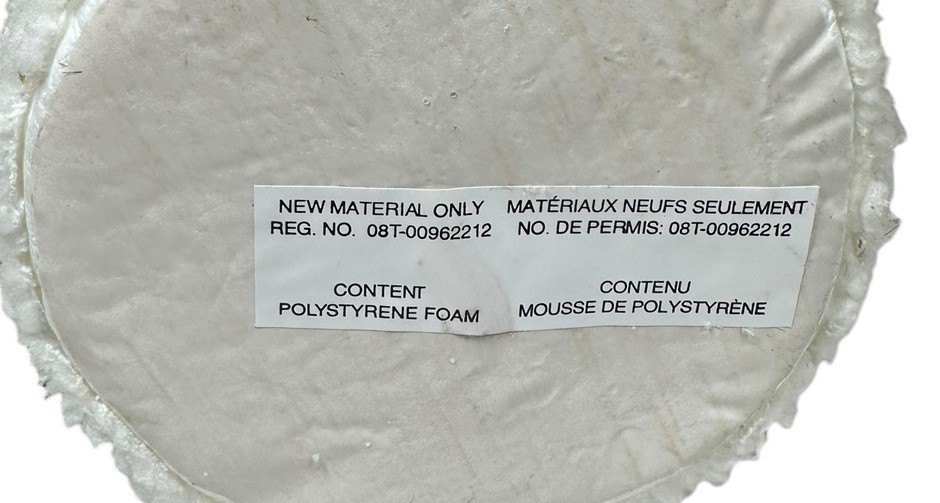 NEW MATERIAL ONLY
REG. NO. 08T-00962212
CONTENT
POLYSTYRENE FOAM
MATÉRIAUX NEUFS SEULEMENT
NO. DE PERMIS: 08T-00962212
CONTENU
MOUSSE DE POLYSTYRÈNE